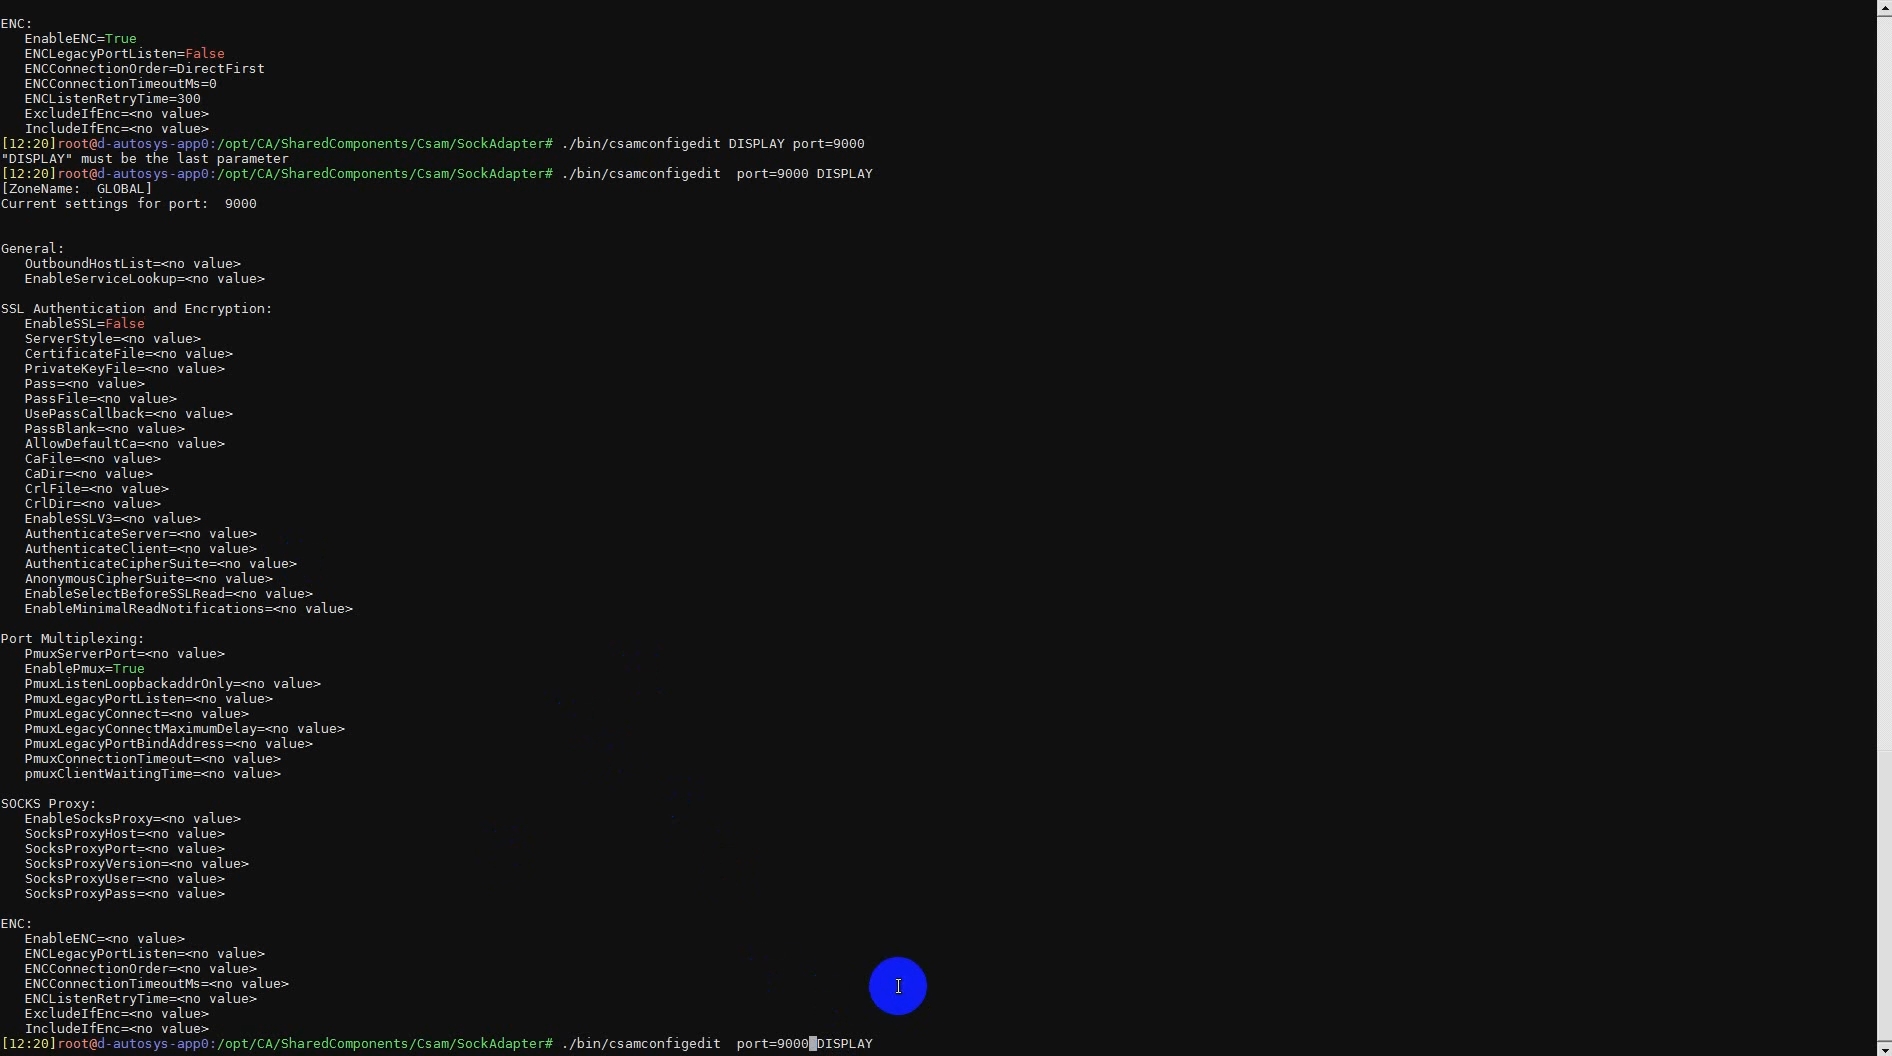 ENC:
EnableENC=True
ENCLegacyPortListen=False
ENCConnectionOrder=DirectFirst
ENCConnectionTimeoutMs=0
ENCListenRetryTime=300
ExcludeIfEnc=<no value>
IncludeIfEnc=<no value>
[12:20]root@d-autosys-app0:/opt/CA/SharedComponents/Csam/SockAdapter# ./bin/csamconfigedit DISPLAY port=9000
"DISPLAY" must be the last parameter
[12:20]root@d-autosys-app0:/opt/CA/SharedComponents/Csam/SockAdapter# ./bin/csamconfigedit  port=9000 DISPLAY
[ZoneName:  GLOBAL]
Current settings for port:  9000
General:
OutboundHostList=<no value>
EnableServiceLookup=<no value>
SSL Authentication and Encryption:
EnableSSL=False
ServerStyle=<no value>
CertificateFile=<no value>
PrivateKeyFile=<no value>
Pass=<no value>
PassFile=<no value>
UsePassCallback=<no value>
PassBlank=<no value>
AllowDefaultCa=<no value>
CaFile=<no value>
CaDir=<no value>
CrlFile=<no value>
CrlDir=<no value>
EnableSSLV3=<no value>
AuthenticateServer=<no value>
AuthenticateClient=<no value>
AuthenticateCipherSuite=<no value>
AnonymousCipherSuite=<no value>
EnableSelectBeforeSSLRead=<no value>
EnableMinimalReadNotifications=<no value>
Port Multiplexing:
PmuxServerPort=<no value>
EnablePmux=True
PmuxListenLoopbackaddrOnly=<no value>
PmuxLegacyPortListen=<no value>
PmuxLegacyConnect=<no value>
PmuxLegacyConnectMaximumDelay=<no value>
PmuxLegacyPortBindAddress=<no value>
PmuxConnectionTimeout=<no value>
pmuxClientWaitingTime=<no value>
SOCKS Proxy:
EnableSocksProxy=<no value>
SocksProxyHost=<no value>
SocksProxyPort=<no value>
SocksProxyVersion=<no value>
SocksProxyUser=<no value>
SocksProxyPass=<no value>
ENC:
EnableENC=<no value>
ENCLegacyPortListen=<no value>
ENCConnectionOrder=<no value>
ENCConnectionTimeoutMs=<no value>
ENCListenRetryTime=<no value>
ExcludeIfEnc=<no value>
IncludeIfEnc=<no value>
[12:20]root@d-autosys-app0:/opt/CA/SharedComponents/Csam/SockAdapter# ./bin/csamconfigedit  port=9000 DISPLAY